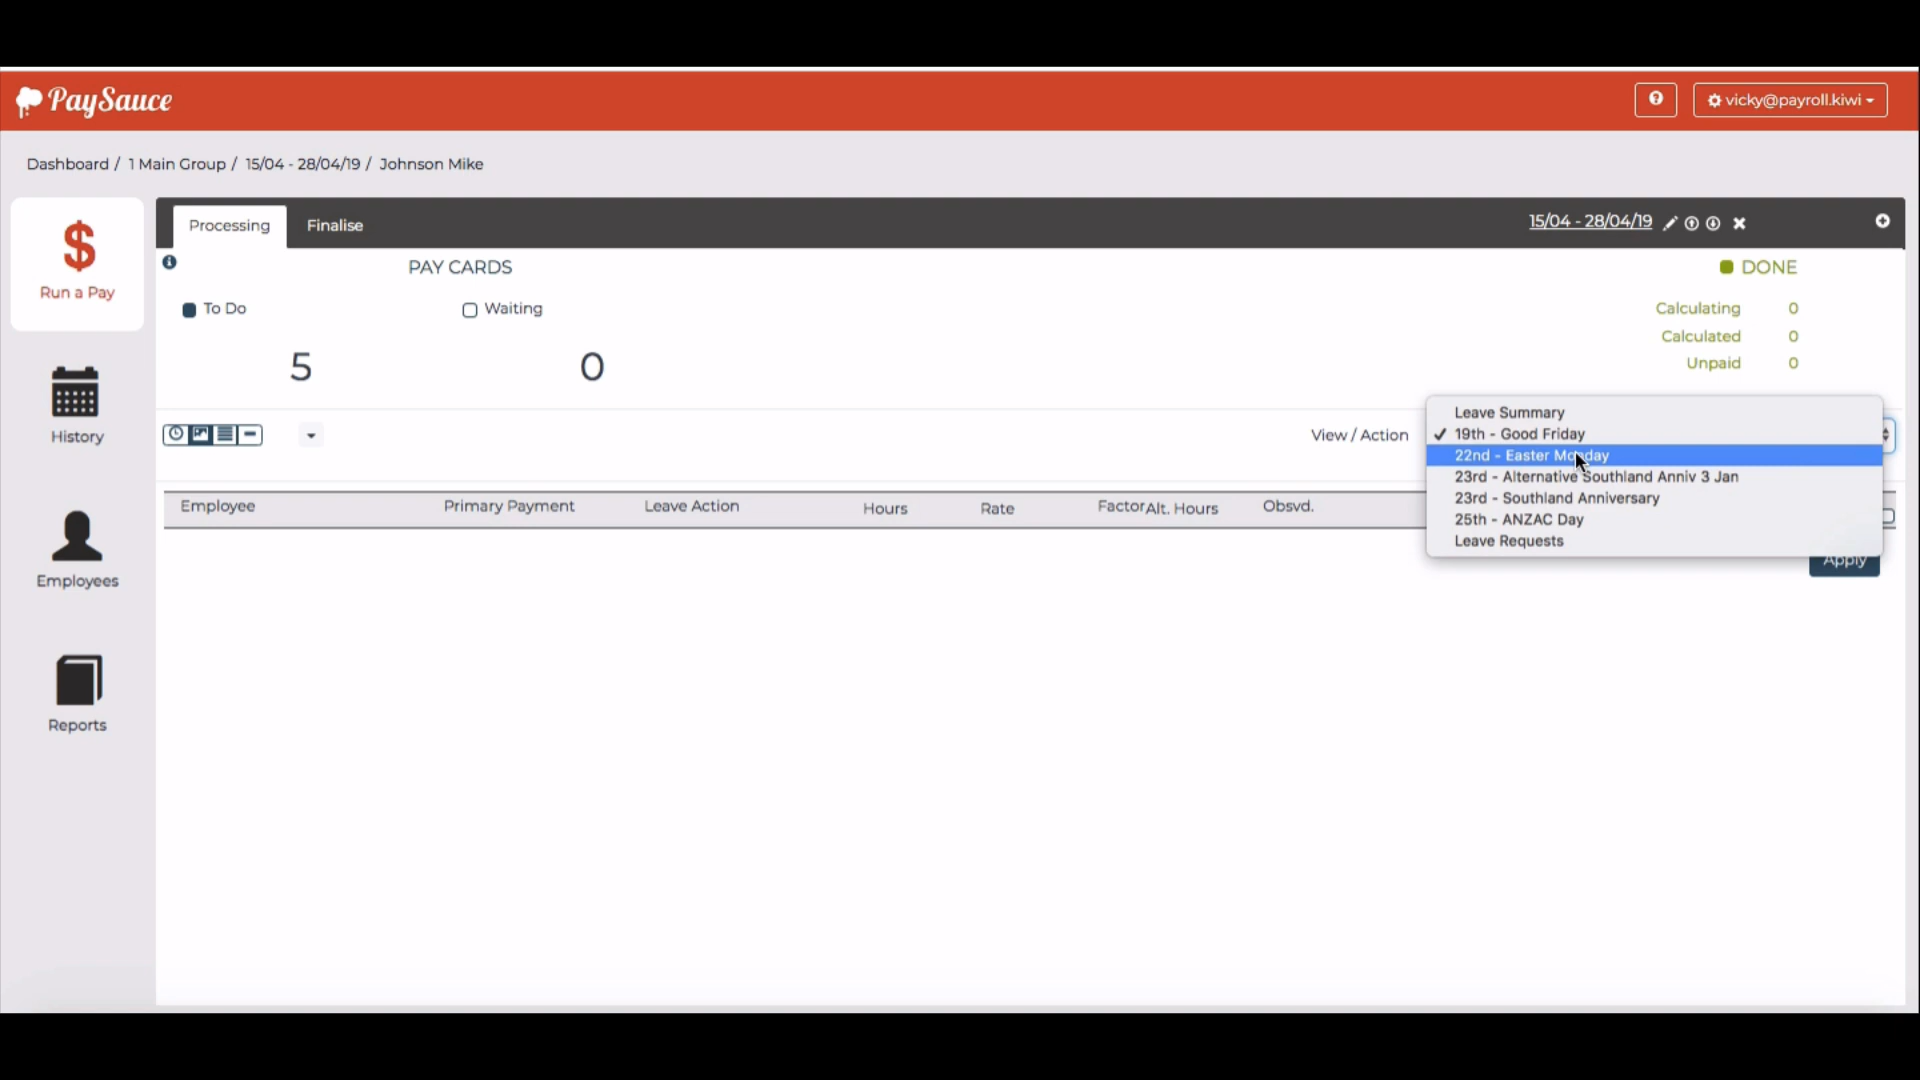 PaySauce
vicky@payroll.kiwi
Dashboard / 1 Main Group / 15/04 - 28/04/19 / Johnson Mike
Run a Pay
History
Employees
Reports
Processing
Finalise
15/04 - 28/04/19
PAY CARDS
DONE
To Do
Waiting
5
0
Calculating 0
Calculated 0
Unpaid 0
View / Action
Leave Summary
✓ 19th - Good Friday
22nd - Easter Monday
23rd - Alternative Southland Anniv 3 Jan
23rd - Southland Anniversary
25th - ANZAC Day
Leave Requests
Employee Primary Payment Leave Action Hours Rate Factor Alt. Hours Obsvd.
Apply